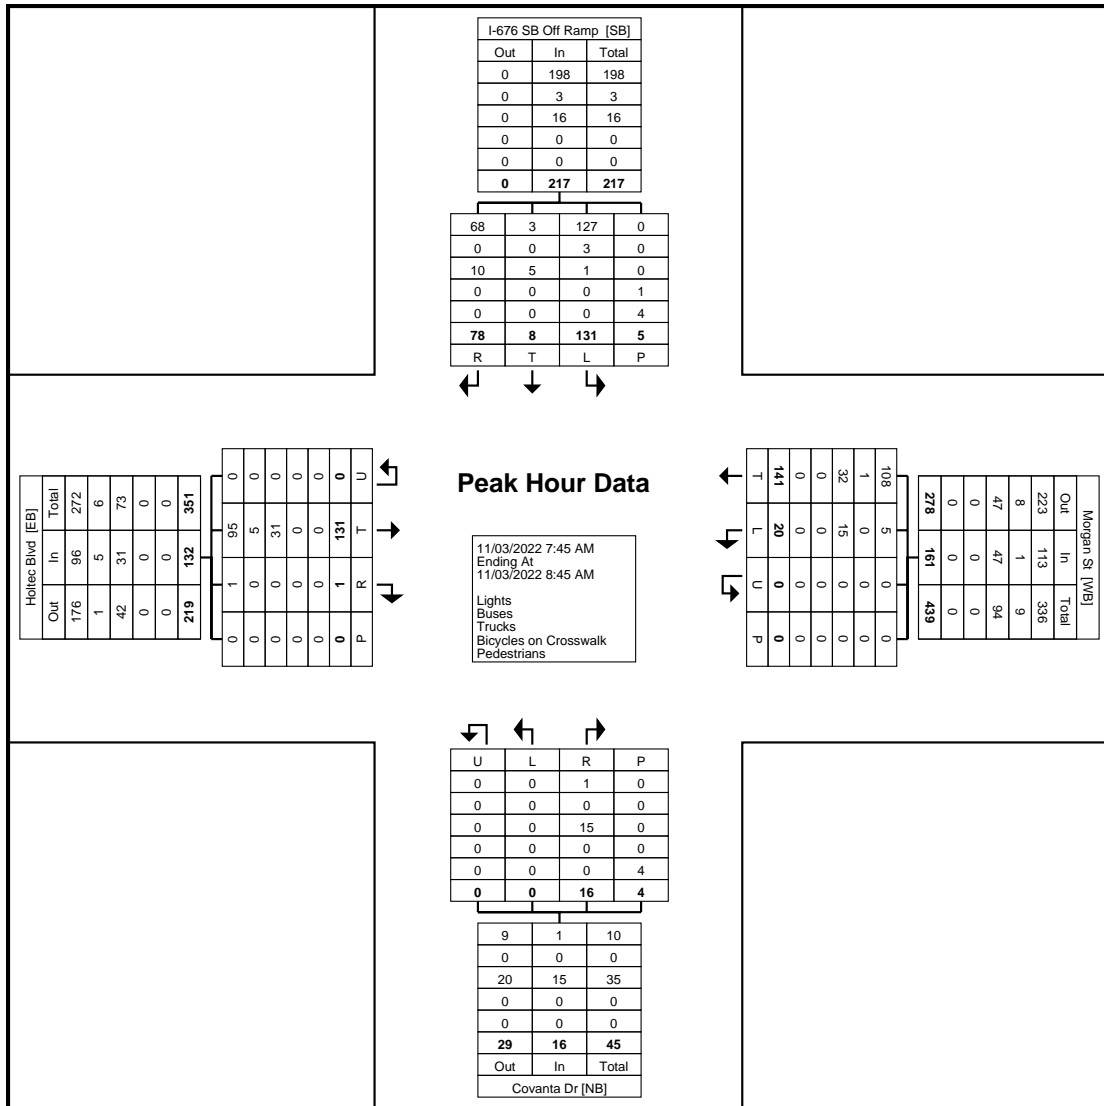 I-676 SB Off Ramp [SB]
Out In Total
0 198 198
0 3 3
0 16 16
0 0 0
0 0 0
0 217 217
68 3 127 0
0 0 3 0
10 5 1 0
0 0 0 1
0 0 0 4
78 8 131 5
R T L P
Holtec Blvd [EB]
Total In Out
272 96 176
6 5 1
73 31 42
0 0 0
0 0 0
351 132 219
0 95 1 0
0 5 0 0
0 31 0 0
0 0 0 0
0 0 0 0
0 131 1 0
U T R P
Peak Hour Data
11/03/2022 7:45 AM
Ending At
11/03/2022 8:45 AM
Lights
Buses
Trucks
Bicycles on Crosswalk
Pedestrians
Morgan St [WB]
Out In Total
223 113 336
8 1 9
47 47 94
0 0 0
0 0 0
278 161 439
108 5 0 0
1 0 0 0
32 15 0 0
0 0 0 0
0 0 0 0
141 20 0 0
T L U P
U L R P
0 0 1 0
0 0 0 0
0 0 15 0
0 0 0 0
0 0 0 4
0 0 16 4
9 1 10
0 0 0
20 15 35
0 0 0
0 0 0
29 16 45
Out In Total
Covanta Dr [NB]